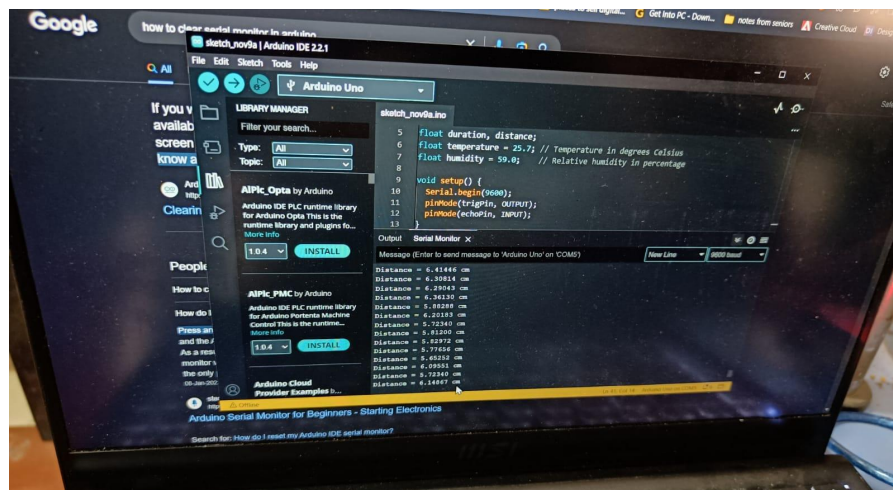 Google
how to clear serial monitor in arduino
Get Into PC - Down...
notes from seniors
Creative Cloud
sketch_nov9a | Arduino IDE 2.2.1
File Edit Sketch Tools Help
Arduino Uno
All
If you
availab
screen
know a
Clearin
People
How to c
How do I
Press an
and the
As a resu
monitor
the only
LIBRARY MANAGER
Filter your search...
Type: All
Topic: All
AIPlc_Opta by Arduino
Arduino IDE PLC runtime library
for Arduino Opta This is the
runtime library and plugins fo...
More info
1.0.4 INSTALL
AIPlc_PMC by Arduino
Arduino IDE PLC runtime library
for Arduino Portenta Machine
Control This is the runtime...
More info
1.0.4 INSTALL
Arduino Cloud
Provider Examples b...
sketch_nov9a.ino
5 float duration, distance;
6 float temperature = 25.7; // Temperature in degrees Celsius
7 float humidity = 59.0; // Relative humidity in percentage
8
9 void setup() {
10 Serial.begin(9600);
11 pinMode(trigPin, OUTPUT);
12 pinMode(echoPin, INPUT);
13 }
Output Serial Monitor
Message (Enter to send message to 'Arduino Uno' on 'COM5')
New Line
9600 baud
Distance = 6.41446 cm
Distance = 6.30814 cm
Distance = 6.29043 cm
Distance = 6.36130 cm
Distance = 5.88288 cm
Distance = 6.20183 cm
Distance = 5.72340 cm
Distance = 5.81200 cm
Distance = 5.82972 cm
Distance = 5.77656 cm
Distance = 5.65252 cm
Distance = 6.09551 cm
Distance = 5.72340 cm
Distance = 6.14867 cm
Offline
Arduino Serial Monitor for Beginners - Starting Electronics
Search for: How do I reset my Arduino IDE serial monitor?
msi